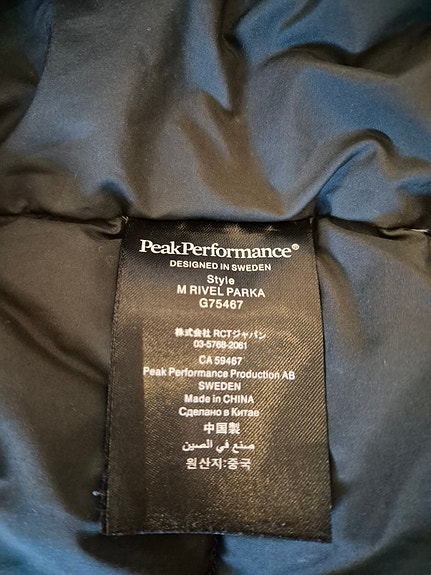 PeakPerformance®
DESIGNED IN SWEDEN
Style
M RIVEL PARKA
G75467
株式会社 RCTジャパン
03-5768-2061
CA 59467
Peak Performance Production AB
SWEDEN
Made in CHINA
Сделано в Китае
中国製
صنع في الصين
원산지:중국